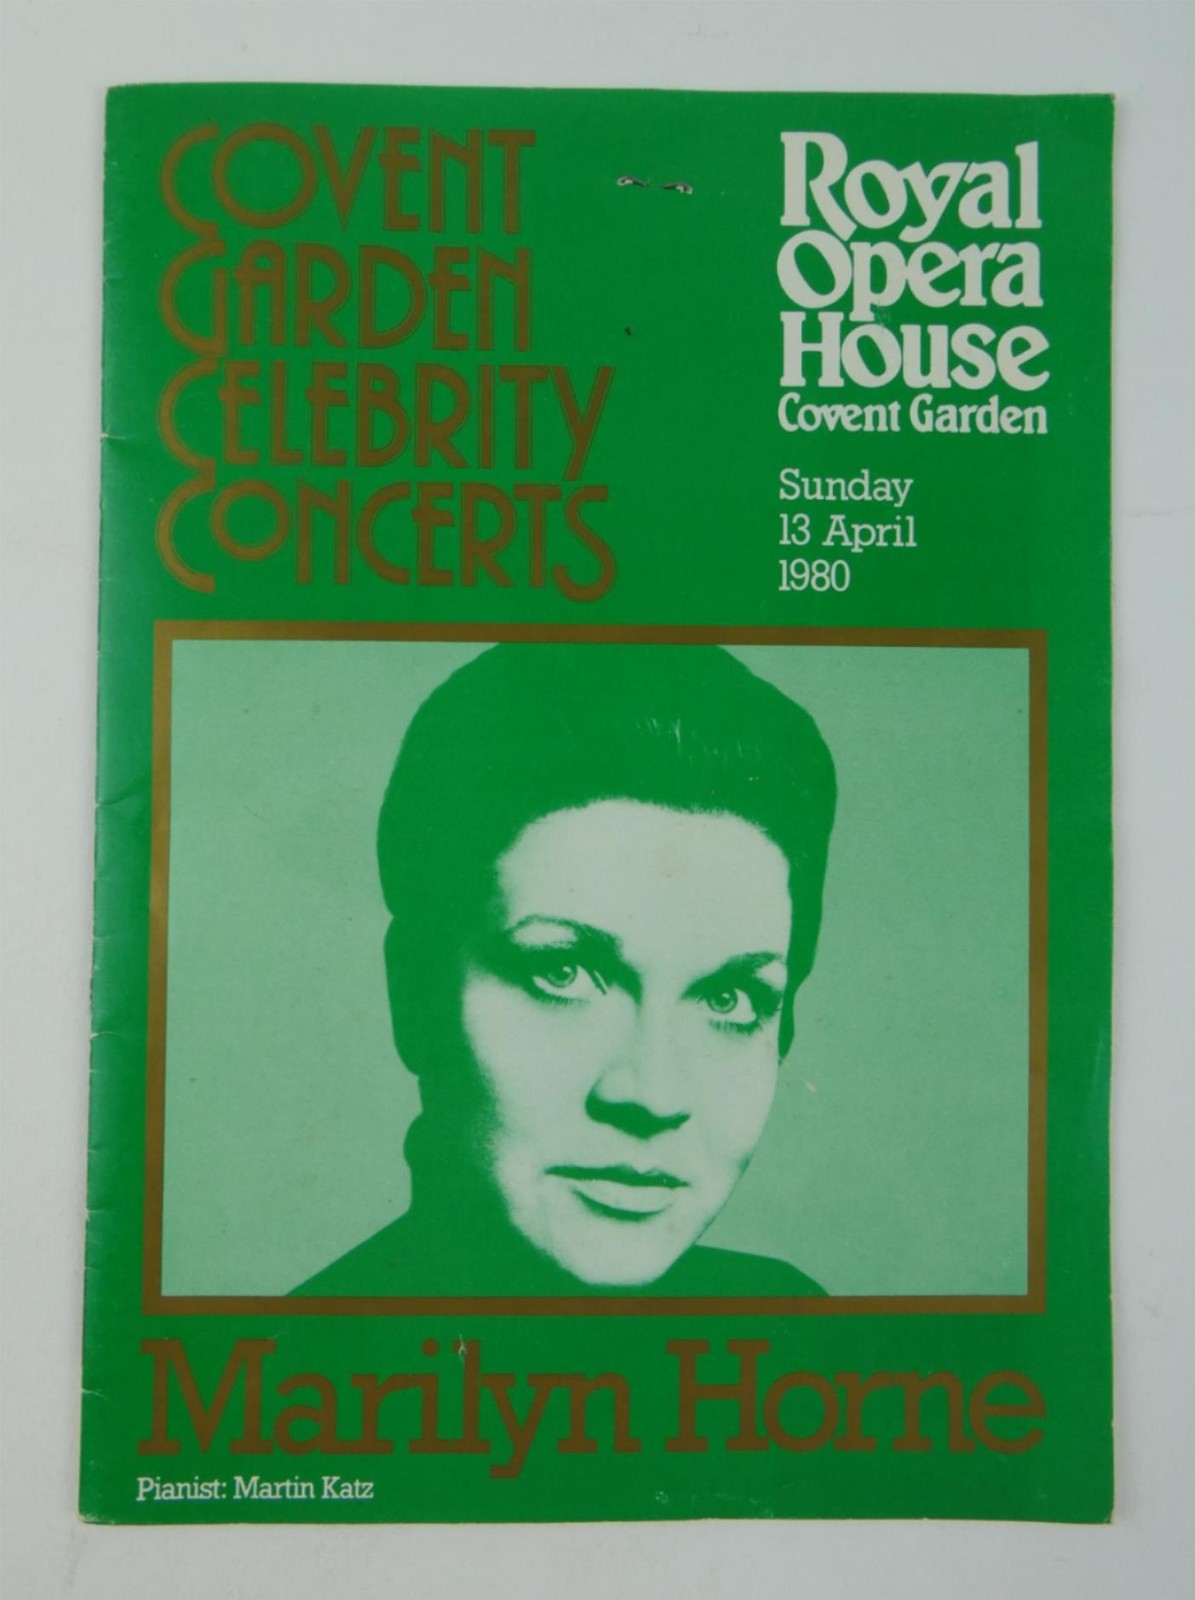 COVENT
GARDEN
CELEBRITY
CONCERTS
Royal
Opera
House
Covent Garden
Sunday
13 April
1980
Marilyn Horne
Pianist: Martin Katz